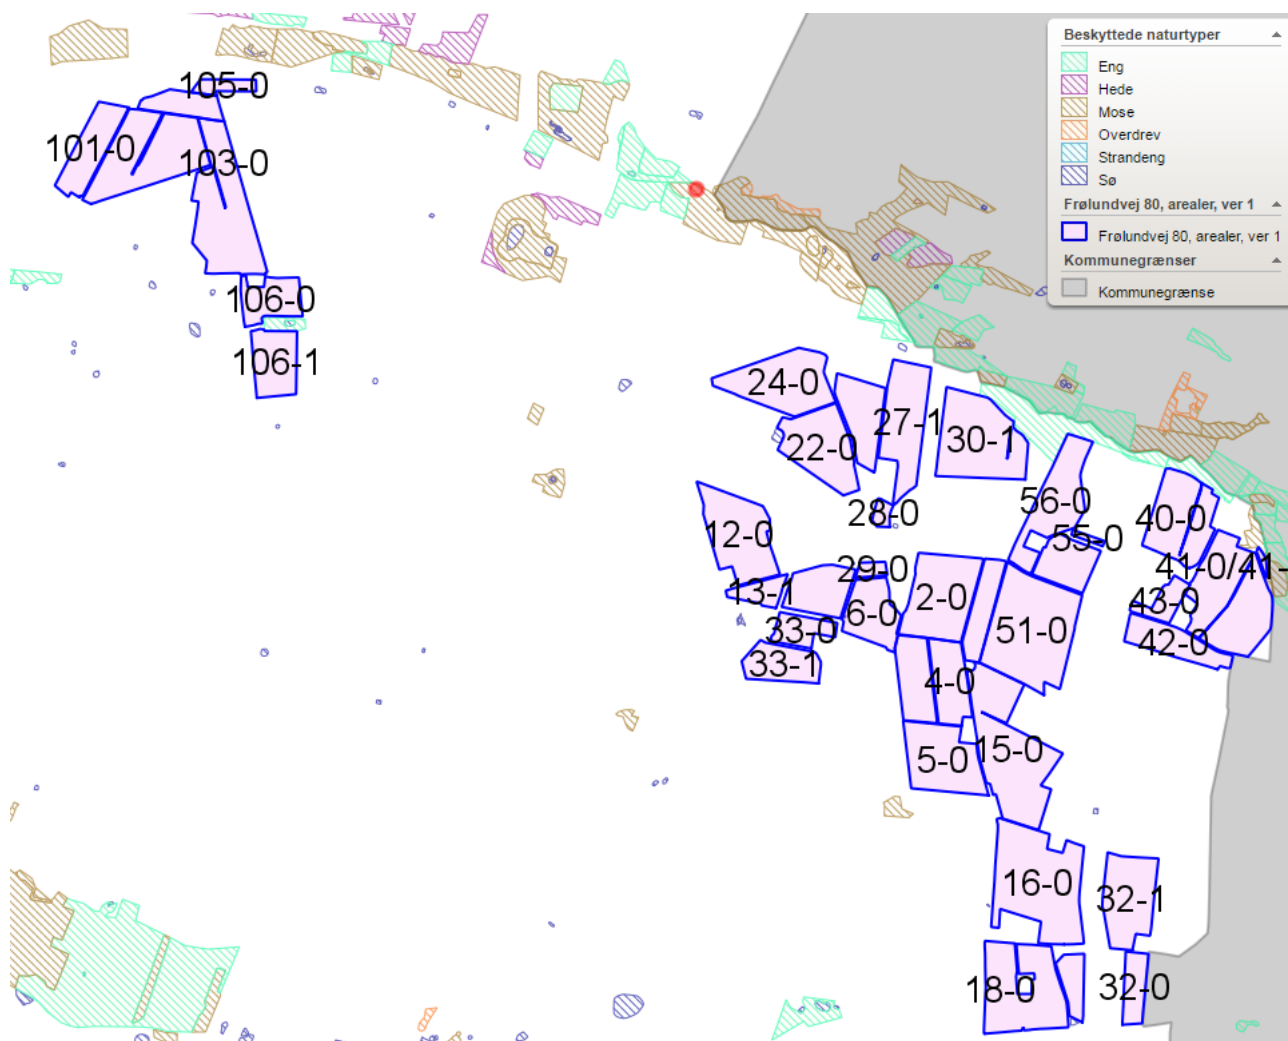 Beskyttede naturtyper
Eng
Hede
Mose
Overdrev
Strandeng
Sø
Frølundvej 80, arealer, ver 1
Frølundvej 80, arealer, ver 1
Kommunegrænser
Kommunegrænse
105-0
101-0
103-0
106-0
106-1
24-0
27-1
22-0
30-1
28-0
56-0
40-0
12-0
55-0
41-0/41-
29-0
13-1
2-0
43-0
6-0
33-0
51-0
42-0
33-1
4-0
15-0
5-0
16-0
32-1
18-0
32-0